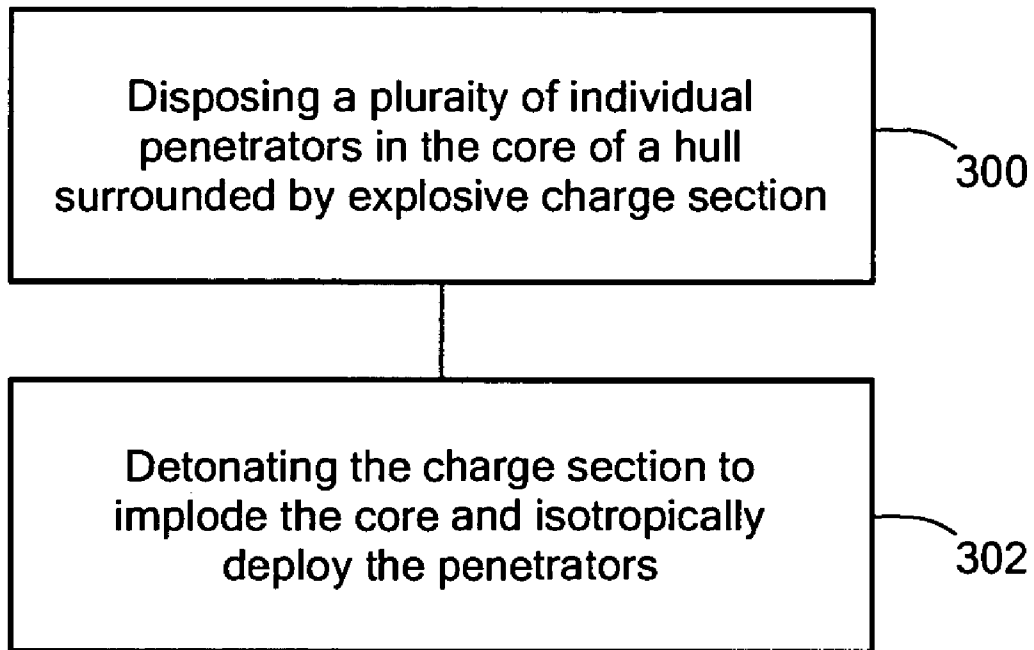 Disposing a pluraity of individual
penetrators in the core of a hull
surrounded by explosive charge section
300
Detonating the charge section to
implode the core and isotropically
deploy the penetrators
302